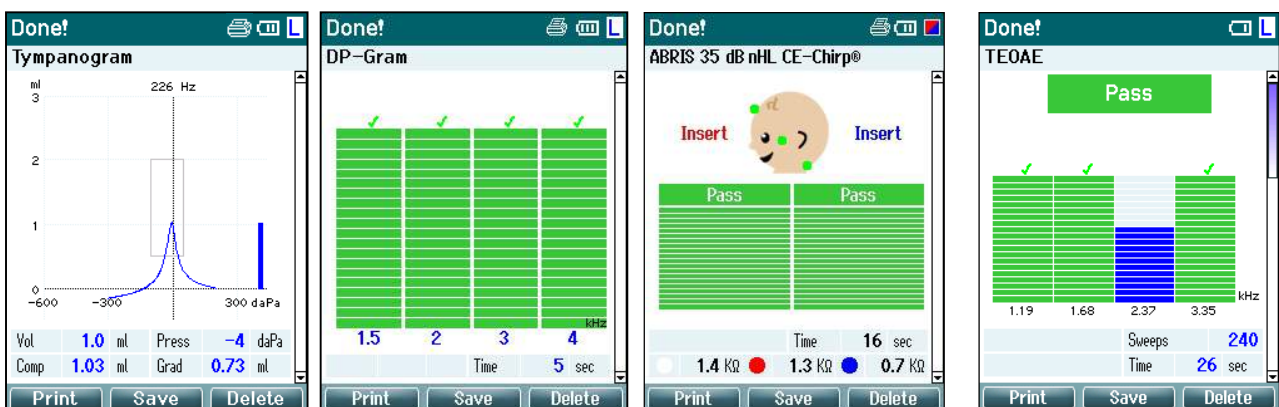 Done! L
Tympanogram
ml
3
226 Hz
2
1
0
-600 -300 300 daPa
Vol 1.0 ml Press -4 daPa
Comp 1.03 ml Grad 0.73 ml
Print Save Delete
Done! L
DP-Gram
kHz
1.5 2 3 4
Time 5 sec
Print Save Delete
Done!
ABRIS 35 dB nHL CE-Chirp®
Insert Insert
Pass Pass
Time 16 sec
1.4 KΩ 1.3 KΩ 0.7 KΩ
Print Save Delete
Done! L
TEOAE
Pass
kHz
1.19 1.68 2.37 3.35
Sweeps 240
Time 26 sec
Print Save Delete